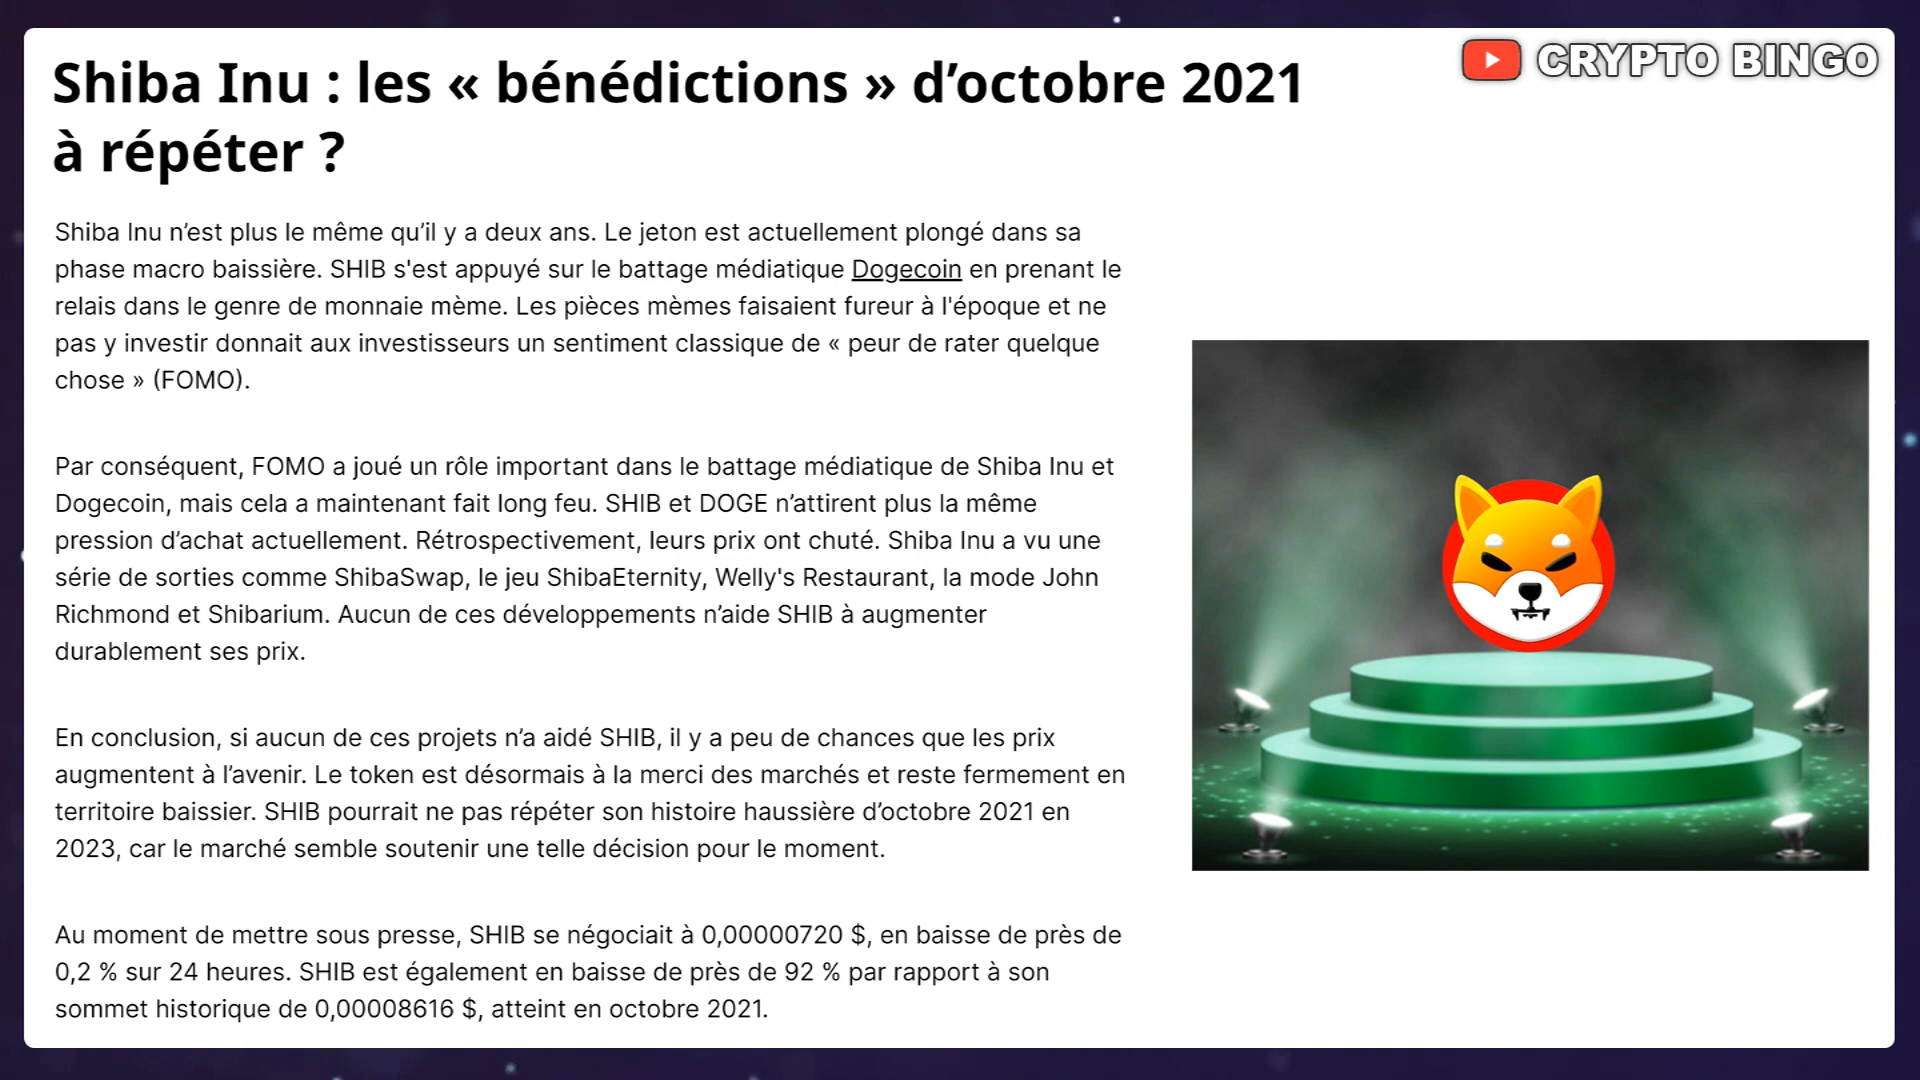 CRYPTO BINGO
Shiba Inu : les « bénédictions » d’octobre 2021
à répéter ?
Shiba Inu n’est plus le même qu’il y a deux ans. Le jeton est actuellement plongé dans sa
phase macro baissière. SHIB s'est appuyé sur le battage médiatique Dogecoin en prenant le
relais dans le genre de monnaie mème. Les pièces mèmes faisaient fureur à l'époque et ne
pas y investir donnait aux investisseurs un sentiment classique de « peur de rater quelque
chose » (FOMO).
Par conséquent, FOMO a joué un rôle important dans le battage médiatique de Shiba Inu et
Dogecoin, mais cela a maintenant fait long feu. SHIB et DOGE n’attirent plus la même
pression d’achat actuellement. Rétrospectivement, leurs prix ont chuté. Shiba Inu a vu une
série de sorties comme ShibaSwap, le jeu ShibaEternity, Welly's Restaurant, la mode John
Richmond et Shibarium. Aucun de ces développements n’aide SHIB à augmenter
durablement ses prix.
En conclusion, si aucun de ces projets n’a aidé SHIB, il y a peu de chances que les prix
augmentent à l’avenir. Le token est désormais à la merci des marchés et reste fermement en
territoire baissier. SHIB pourrait ne pas répéter son histoire haussière d’octobre 2021 en
2023, car le marché semble soutenir une telle décision pour le moment.
Au moment de mettre sous presse, SHIB se négociait à 0,00000720 $, en baisse de près de
0,2 % sur 24 heures. SHIB est également en baisse de près de 92 % par rapport à son
sommet historique de 0,00008616 $, atteint en octobre 2021.